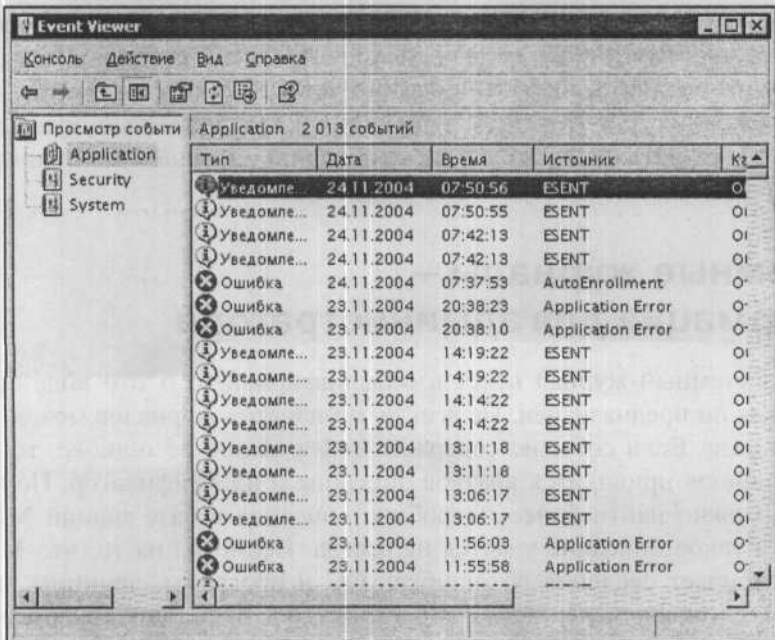 Event Viewer
Консоль Действие Вид Справка
Просмотр событи
Application
Security
System
Application 2 013 событий
Тип Дата Время Источник
Уведомле... 24.11.2004 07:50:56 ESENT
Уведомле... 24.11.2004 07:50:55 ESENT
Уведомле... 24.11.2004 07:42:13 ESENT
Уведомле... 24.11.2004 07:42:13 ESENT
Ошибка 24.11.2004 07:37:53 AutoEnrollment
Ошибка 23.11.2004 20:38:23 Application Error
Ошибка 23.11.2004 20:38:10 Application Error
Уведомле... 23.11.2004 14:19:22 ESENT
Уведомле... 23.11.2004 14:19:22 ESENT
Уведомле... 23.11.2004 14:14:22 ESENT
Уведомле... 23.11.2004 14:14:22 ESENT
Уведомле... 23.11.2004 13:11:18 ESENT
Уведомле... 23.11.2004 13:11:18 ESENT
Уведомле... 23.11.2004 13:06:17 ESENT
Уведомле... 23.11.2004 13:06:17 ESENT
Ошибка 23.11.2004 11:56:03 Application Error
Ошибка 23.11.2004 11:55:58 Application Error